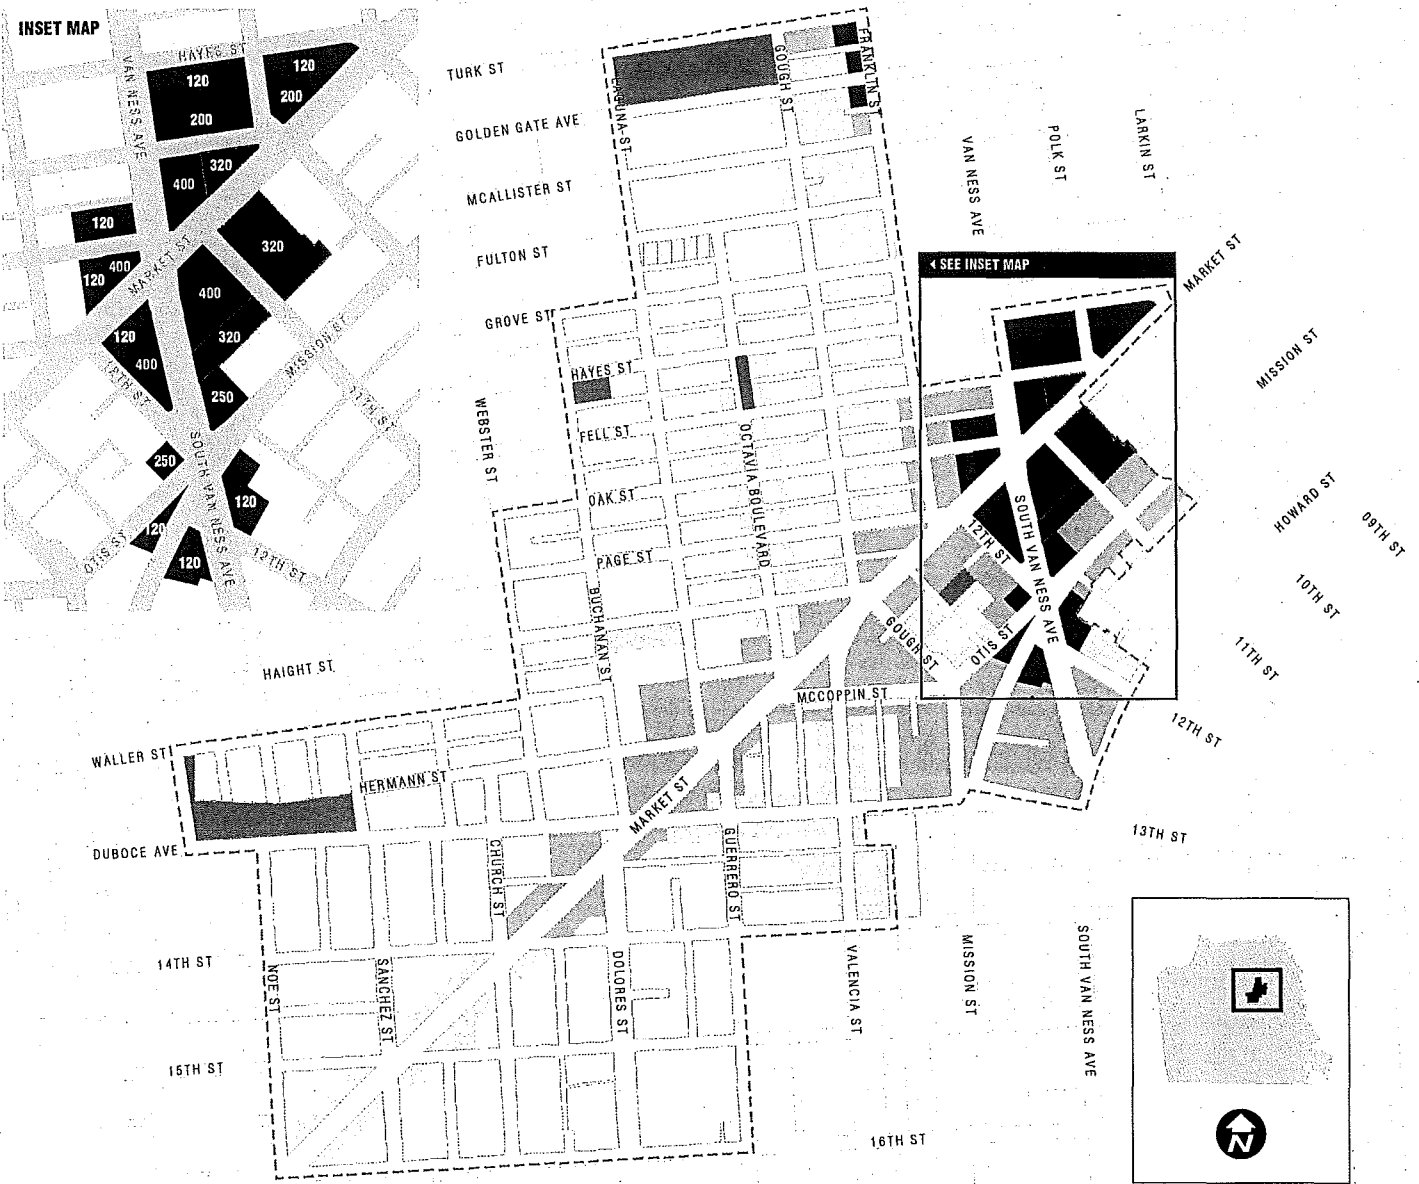 INSET MAP
HAYES ST
VAN NESS AVE
120
120
200
200
320
400
120
MARKET ST
320
400
120
400
120
320
MISSION ST
400
12TH ST
250
11TH ST
SOUTH VAN NESS AVE
250
120
120
OTIS ST
120
12TH ST
TURK ST
LAGUNA ST
GOUGH ST
FRANKLIN ST
GOLDEN GATE AVE
VAN NESS AVE
POLK ST
LARKIN ST
MCALLISTER ST
FULTON ST
SEE INSET MAP
MARKET ST
GROVE ST
MISSION ST
HAYES ST
WEBSTER ST
FELL ST
OCTAVIA BOULEVARD
OAK ST
SOUTH VAN NESS AVE
HOWARD ST
09TH ST
12TH ST
PAGE ST
10TH ST
BUCHANAN ST
GOUGH ST
OTIS ST
11TH ST
HAIGHT ST
MCCOPPIN ST
12TH ST
WALLER ST
HERMANN ST
MARKET ST
DUBOCE AVE
CHURCH ST
GUERRERO ST
13TH ST
14TH ST
NOE ST
SANCHEZ ST
DOLORES ST
VALENCIA ST
MISSION ST
SOUTH VAN NESS AVE
15TH ST
16TH ST
N